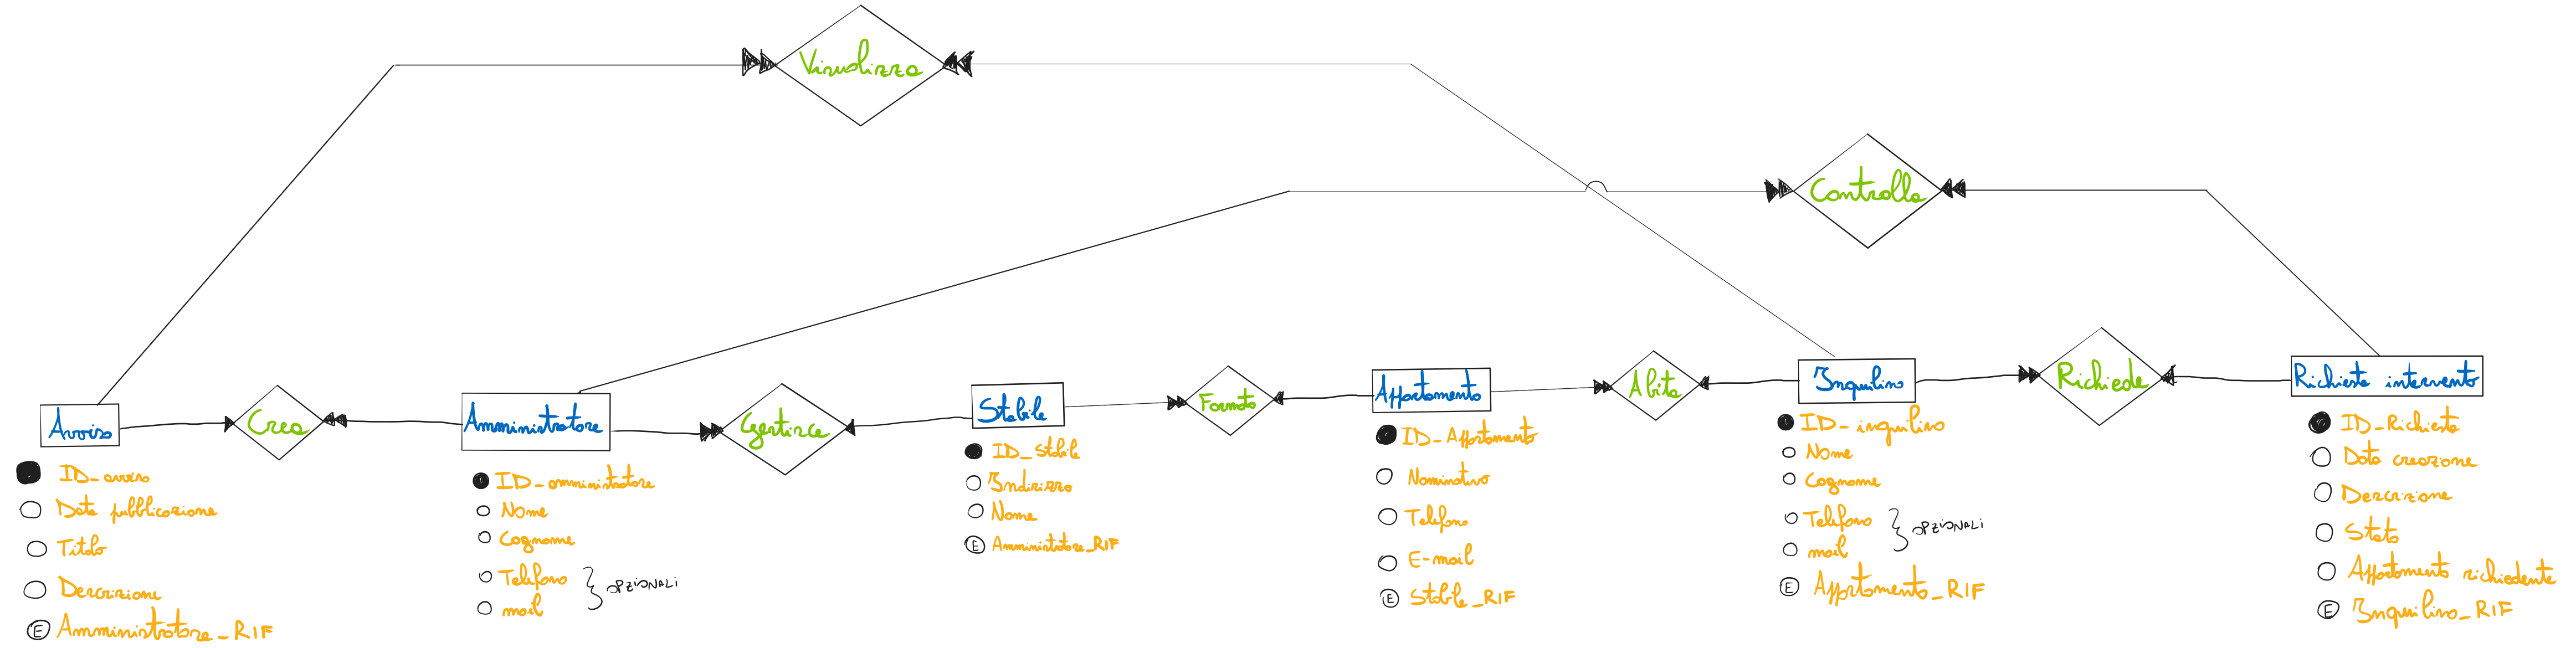 Visualizza
Controlla
Avviso
Crea
Amministratore
Gestisce
Stabile
Formato
Appartamento
Abita
Inquilino
Richiede
Richiesta intervento
ID_avviso
Data pubblicazione
Titolo
Descrizione
E Amministratore_RIF
ID_amministratore
Nome
Cognome
Telefono
mail
OPZIONALI
ID_Stabile
Indirizzo
Nome
E Amministratore_RIF
ID_Appartamento
Nominativo
Telefono
E-mail
E Stabile_RIF
ID_inquilino
Nome
Cognome
Telefono
mail
OPZIONALI
E Appartamento_RIF
ID_Richiesta
Data creazione
Descrizione
Stato
Appartamento richiedente
E Inquilino_RIF